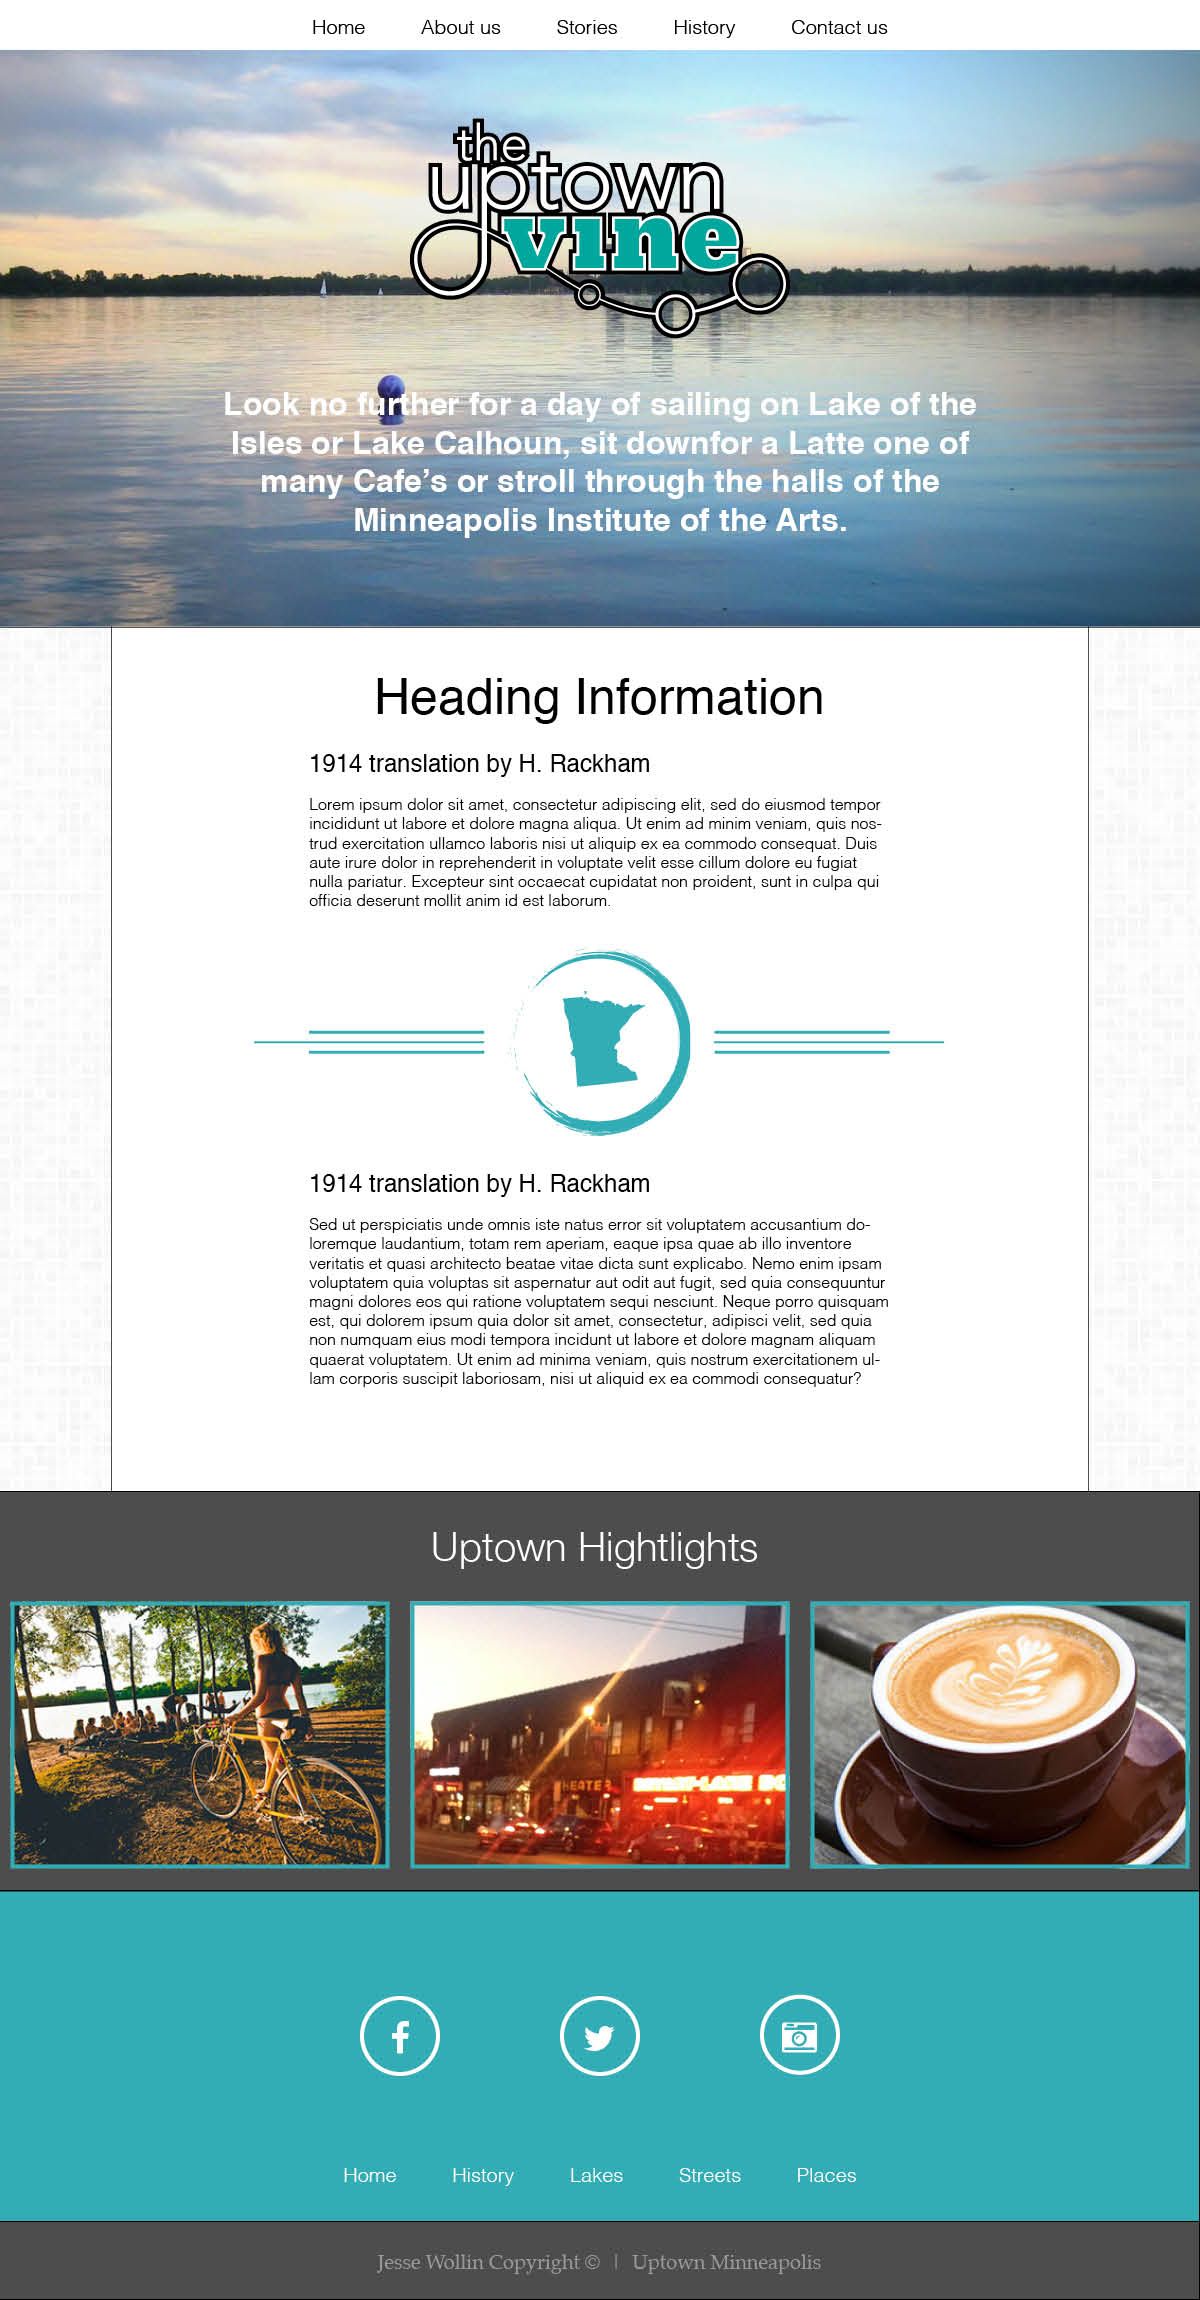 Home About us Stories History Contact us
the
uptown
vine
Look no further for a day of sailing on Lake of the
Isles or Lake Calhoun, sit downfor a Latte one of
many Cafe’s or stroll through the halls of the
Minneapolis Institute of the Arts.
Heading Information
1914 translation by H. Rackham
Lorem ipsum dolor sit amet, consectetur adipiscing elit, sed do eiusmod tempor
incididunt ut labore et dolore magna aliqua. Ut enim ad minim veniam, quis nos-
trud exercitation ullamco laboris nisi ut aliquip ex ea commodo consequat. Duis
aute irure dolor in reprehenderit in voluptate velit esse cillum dolore eu fugiat
nulla pariatur. Excepteur sint occaecat cupidatat non proident, sunt in culpa qui
officia deserunt mollit anim id est laborum.
1914 translation by H. Rackham
Sed ut perspiciatis unde omnis iste natus error sit voluptatem accusantium do-
loremque laudantium, totam rem aperiam, eaque ipsa quae ab illo inventore
veritatis et quasi architecto beatae vitae dicta sunt explicabo. Nemo enim ipsam
voluptatem quia voluptas sit aspernatur aut odit aut fugit, sed quia consequuntur
magni dolores eos qui ratione voluptatem sequi nesciunt. Neque porro quisquam
est, qui dolorem ipsum quia dolor sit amet, consectetur, adipisci velit, sed quia
non numquam eius modi tempora incidunt ut labore et dolore magnam aliquam
quaerat voluptatem. Ut enim ad minima veniam, quis nostrum exercitationem ul-
lam corporis suscipit laboriosam, nisi ut aliquid ex ea commodi consequatur?
Uptown Hightlights
Home History Lakes Streets Places
Jesse Wollin Copyright © | Uptown Minneapolis